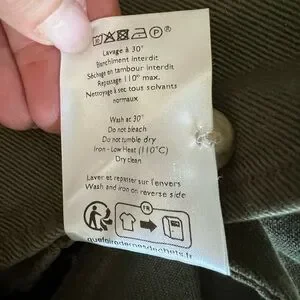 Lavage à 30°
Blanchiment interdit
Séchage en tambour interdit
Repassage 110° max.
Nettoyage à sec tous solvants
normaux
Wash at 30°
Do not bleach
Do not tumble dry
Iron - Low Heat (110°C)
Dry clean
Laver et repasser sur l'envers
Wash and iron on reverse side
FR
quefairedemesdechets.fr